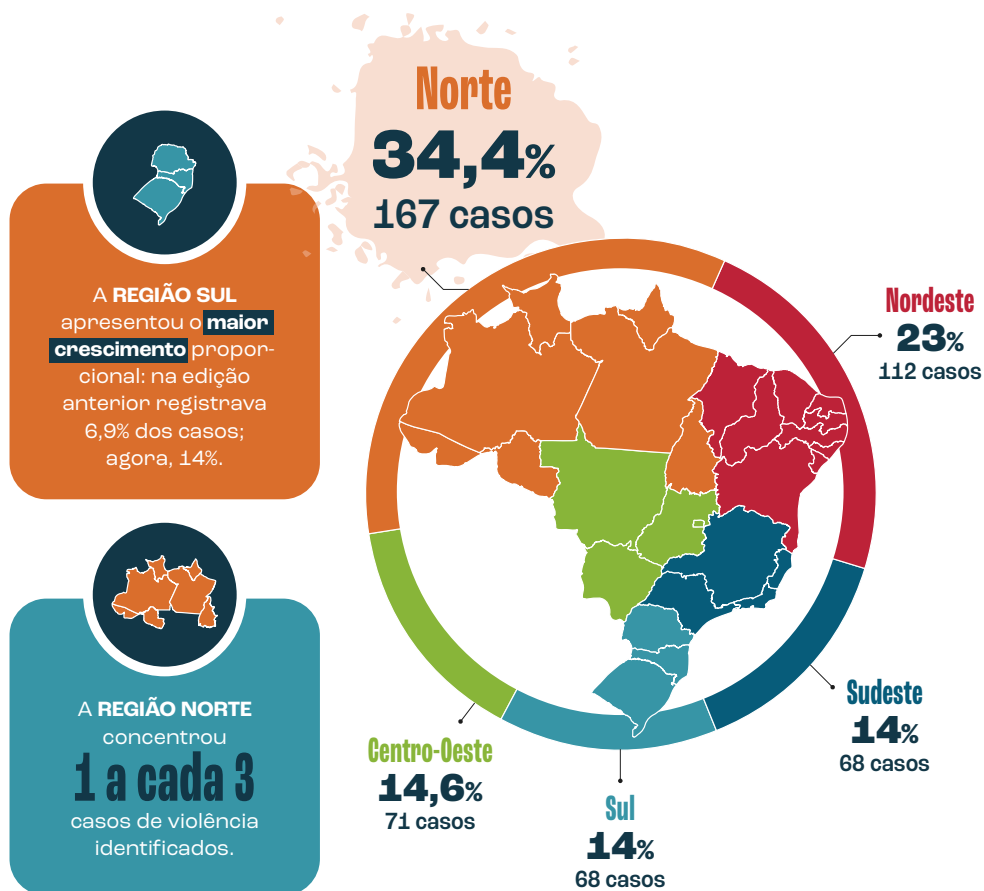 Norte
34,4%
167 casos
A REGIÃO SUL
apresentou o maior
crescimento propor-
cional: na edição
anterior registrava
6,9% dos casos;
agora, 14%.
Nordeste
23%
112 casos
A REGIÃO NORTE
concentrou
1 a cada 3
casos de violência
identificados.
Centro-Oeste
14,6%
71 casos
Sul
14%
68 casos
Sudeste
14%
68 casos